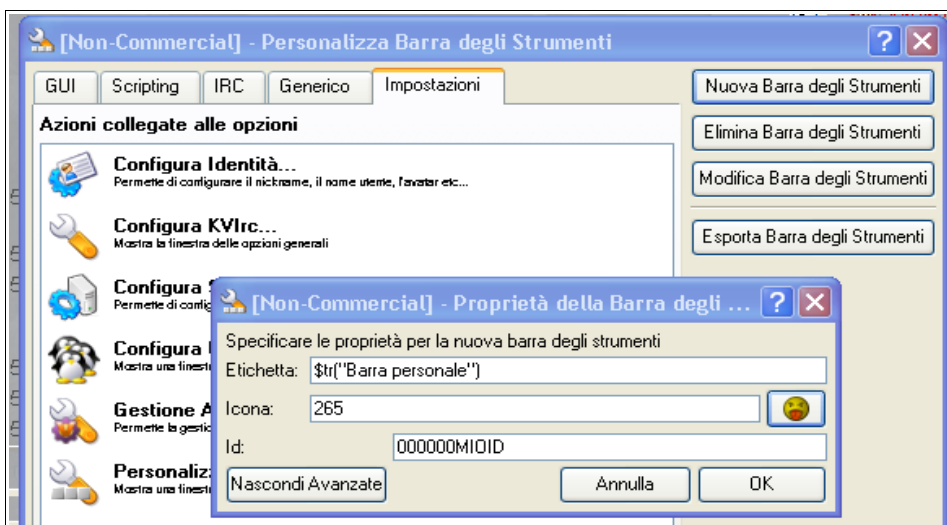 [Non-Commercial] - Personalizza Barra degli Strumenti
GUI Scripting IRC Generico Impostazioni
Nuova Barra degli Strumenti
Azioni collegate alle opzioni
Elimina Barra degli Strumenti
Configura Identità...
Permette di configurare il nickname, il nome utente, l'avatar etc...
Modifica Barra degli Strumenti
Configura KVIrc...
Mostra la finestra delle opzioni generali
Esporta Barra degli Strumenti
Configura
Permette di
[Non-Commercial] - Proprietà della Barra degli ...
Specificare le proprietà per la nuova barra degli strumenti
Configura
Mostra una
Etichetta: $tr("Barra personale")
Icona: 265
Gestione A
Permette la
Id: 000000MIOID
Personaliz
Mostra una
Nascondi Avanzate Annulla OK